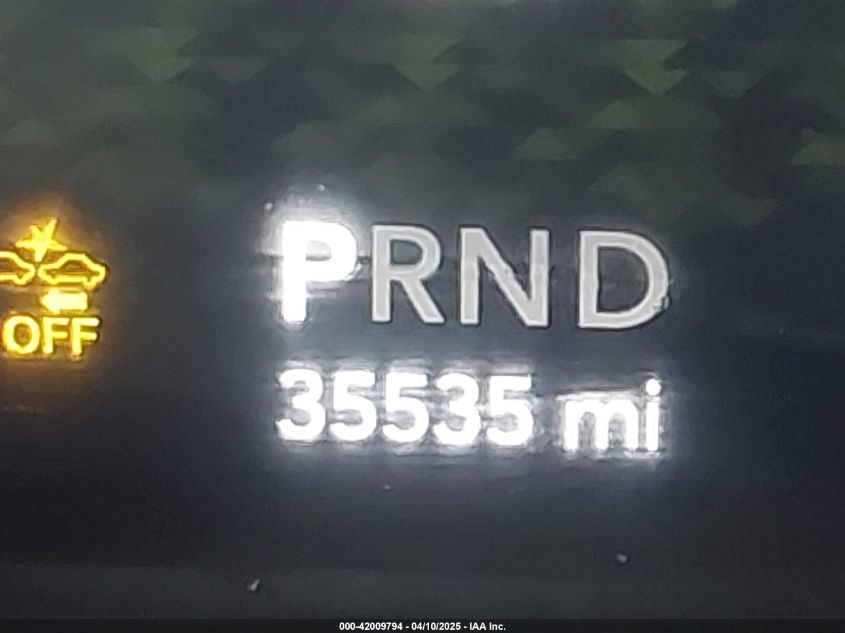 PRND
OFF
35535 mi
000-42009794 - 04/10/2025 - IAA Inc.